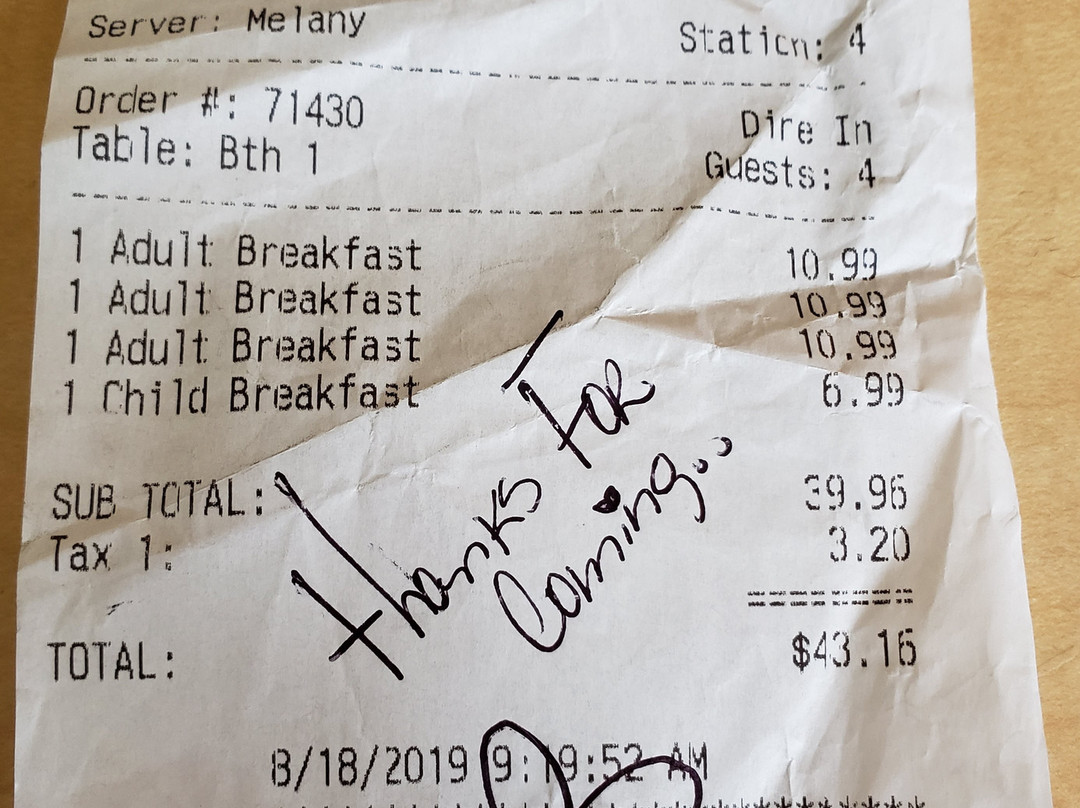 Server: Melany
Station: 4
Order #: 71430
Dire In
Table: Bth 1
Guests: 4
1 Adult Breakfast 10.99
1 Adult Breakfast 10.99
1 Adult Breakfast 10.99
1 Child Breakfast 6.99
SUB TOTAL: 39.96
Tax 1: 3.20
TOTAL: $43.16
Thanks For
Coming...
8/18/2019 9:19:52 AM